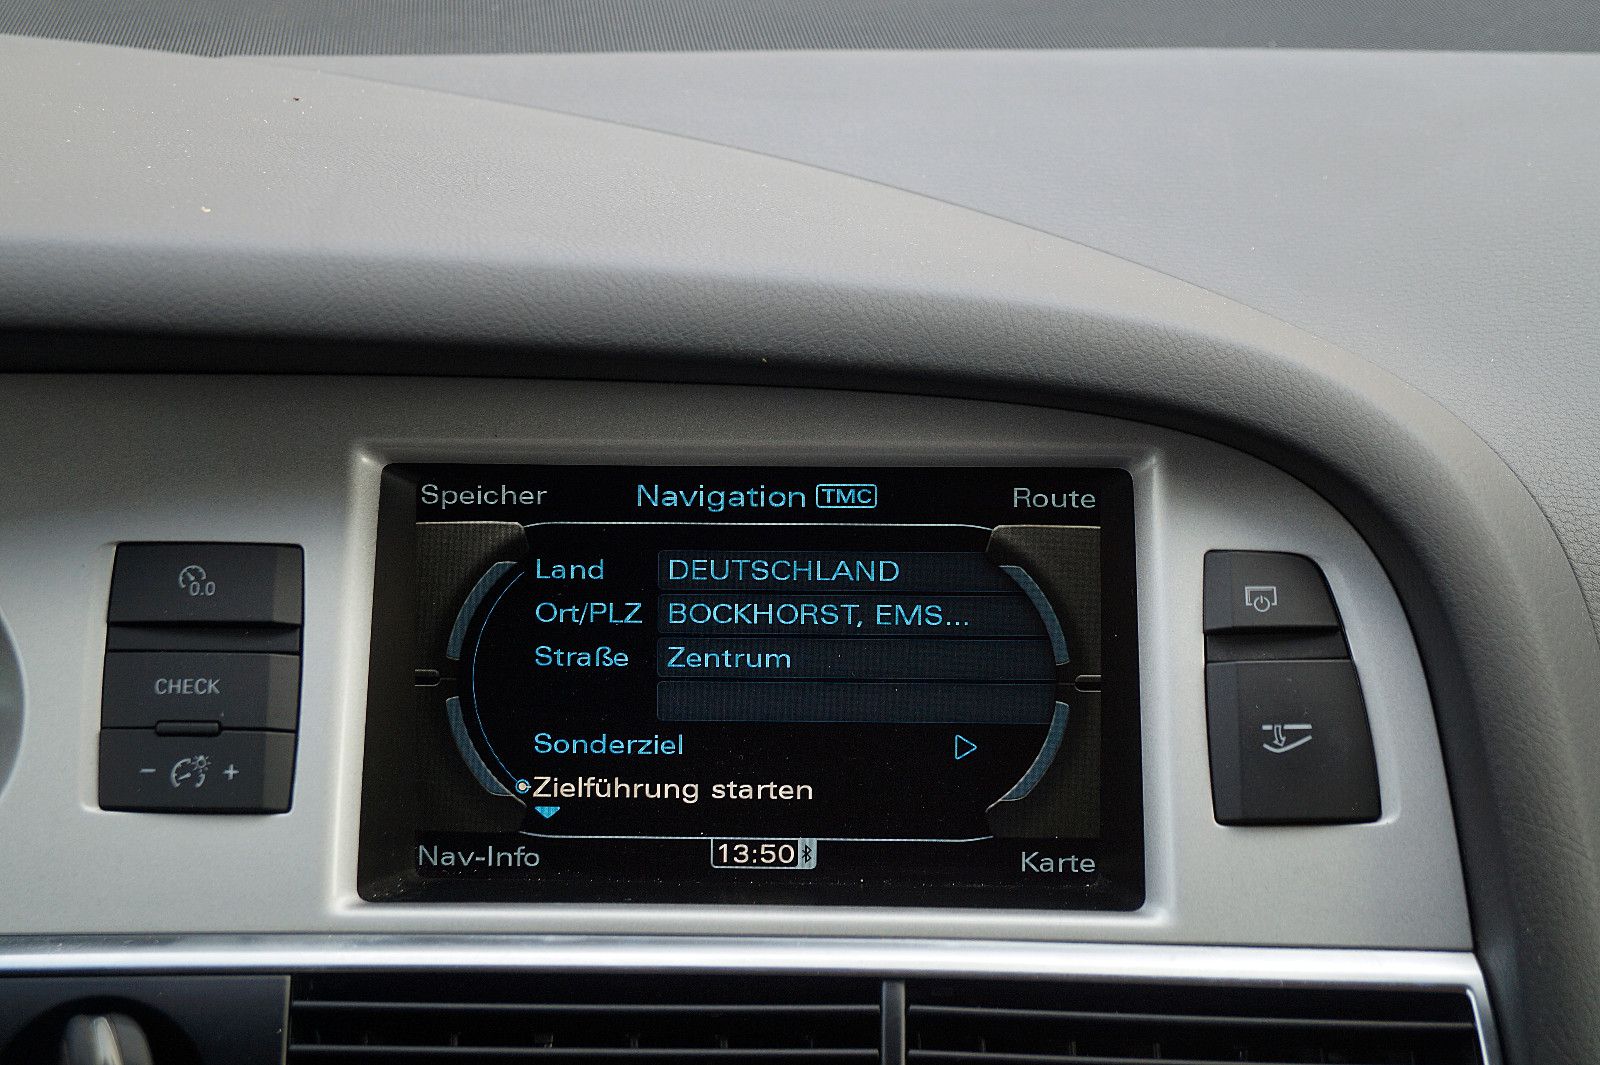 Speicher Navigation TMC Route
Land DEUTSCHLAND
Ort/PLZ BOCKHORST, EMS...
Straße Zentrum
Sonderziel
Zielführung starten
Nav-Info 13:50 Karte
0.0
CHECK
- +